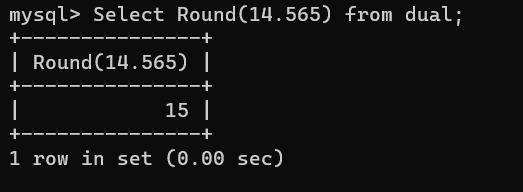 mysql> Select Round(14.565) from dual;
+---------------+
| Round(14.565) |
+---------------+
|            15 |
+---------------+
1 row in set (0.00 sec)